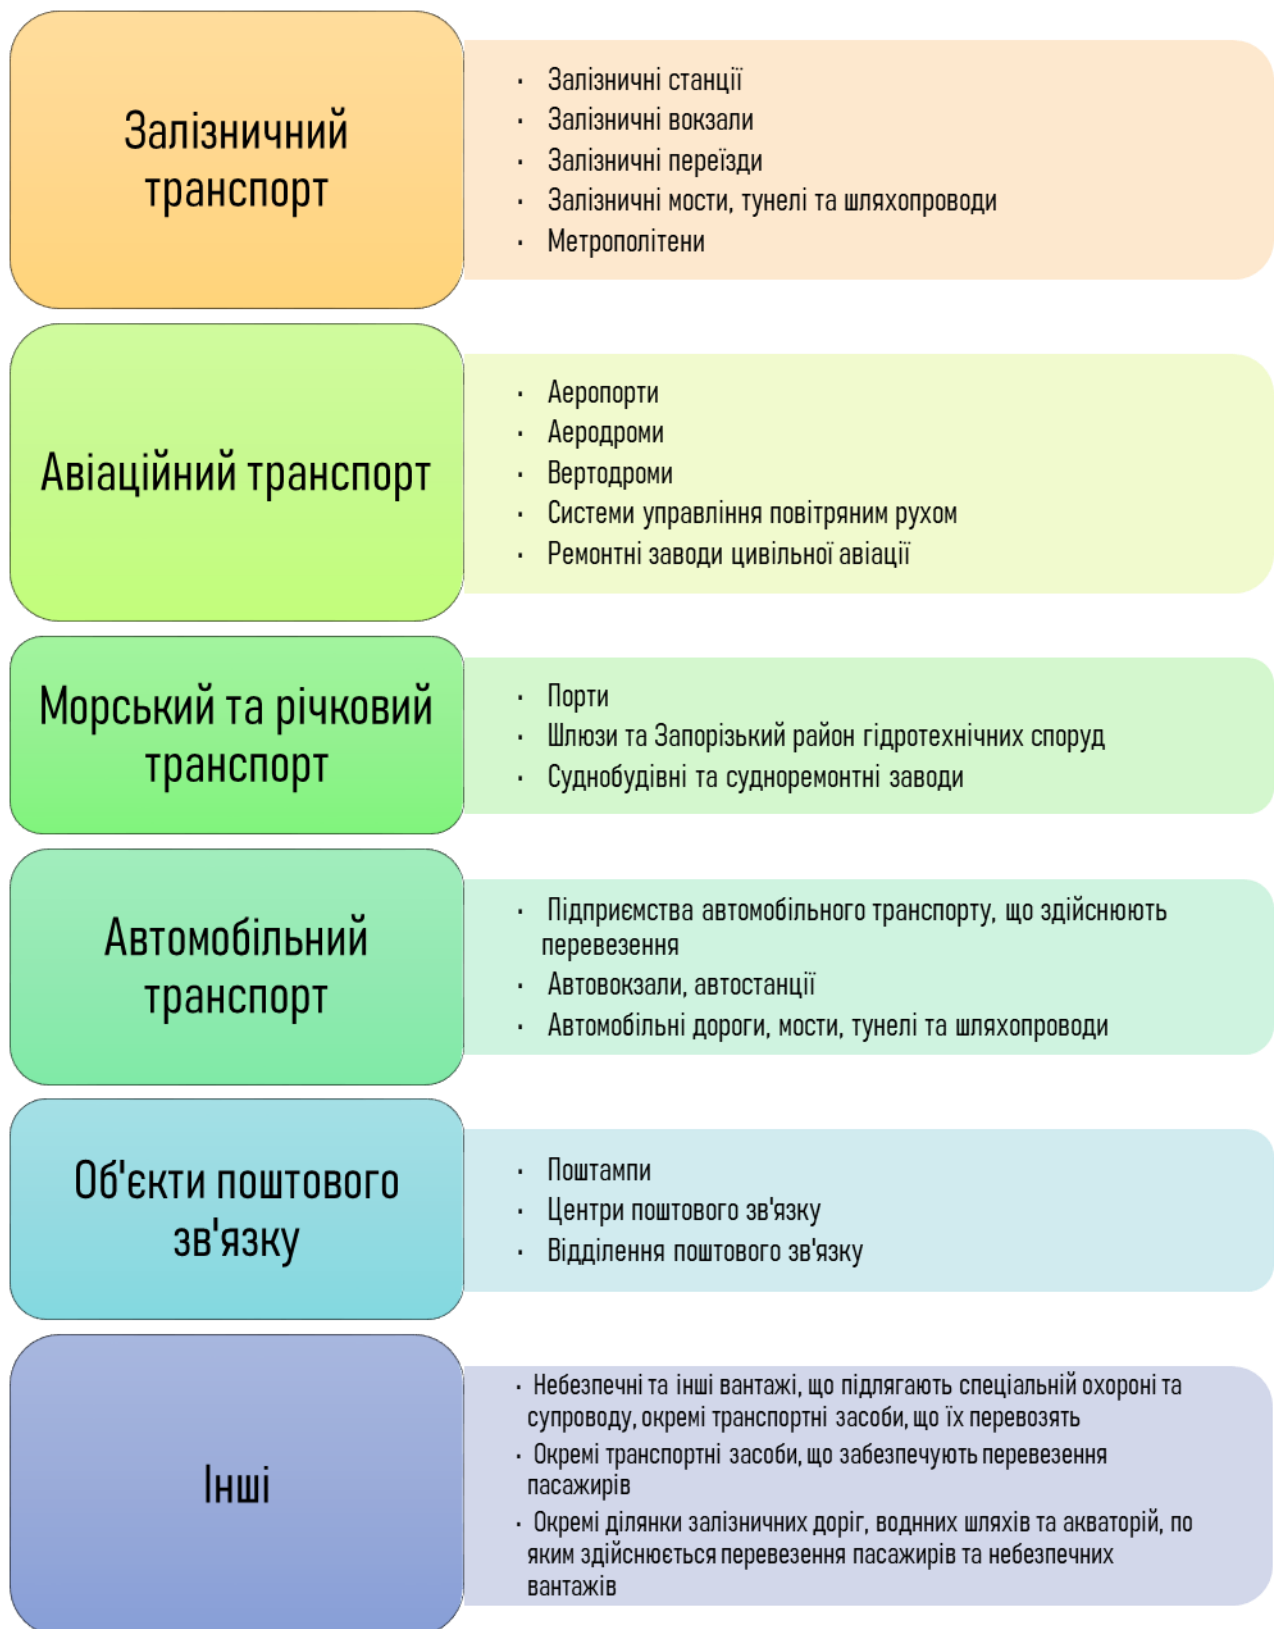 Залізничний
транспорт
· Залізничні станції
· Залізничні вокзали
· Залізничні переїзди
· Залізничні мости, тунелі та шляхопроводи
· Метрополітени
Авіаційний транспорт
· Аеропорти
· Аеродроми
· Вертодроми
· Системи управління повітряним рухом
· Ремонтні заводи цивільної авіації
Морський та річковий
транспорт
· Порти
· Шлюзи та Запорізький район гідротехнічних споруд
· Суднобудівні та судноремонтні заводи
Автомобільний
транспорт
· Підприємства автомобільного транспорту, що здійснюють
перевезення
· Автовокзали, автостанції
· Автомобільні дороги, мости, тунелі та шляхопроводи
Об'єкти поштового
зв'язку
· Поштампи
· Центри поштового зв'язку
· Відділення поштового зв'язку
Інші
· Небезпечні та інші вантажі, що підлягають спеціальній охороні та
супроводу, окремі транспортні засоби, що їх перевозять
· Окремі транспортні засоби, що забезпечують перевезення
пасажирів
· Окремі ділянки залізничних доріг, воднних шляхів та акваторій, по
яким здійснюється перевезення пасажирів та небезпечних
вантажів